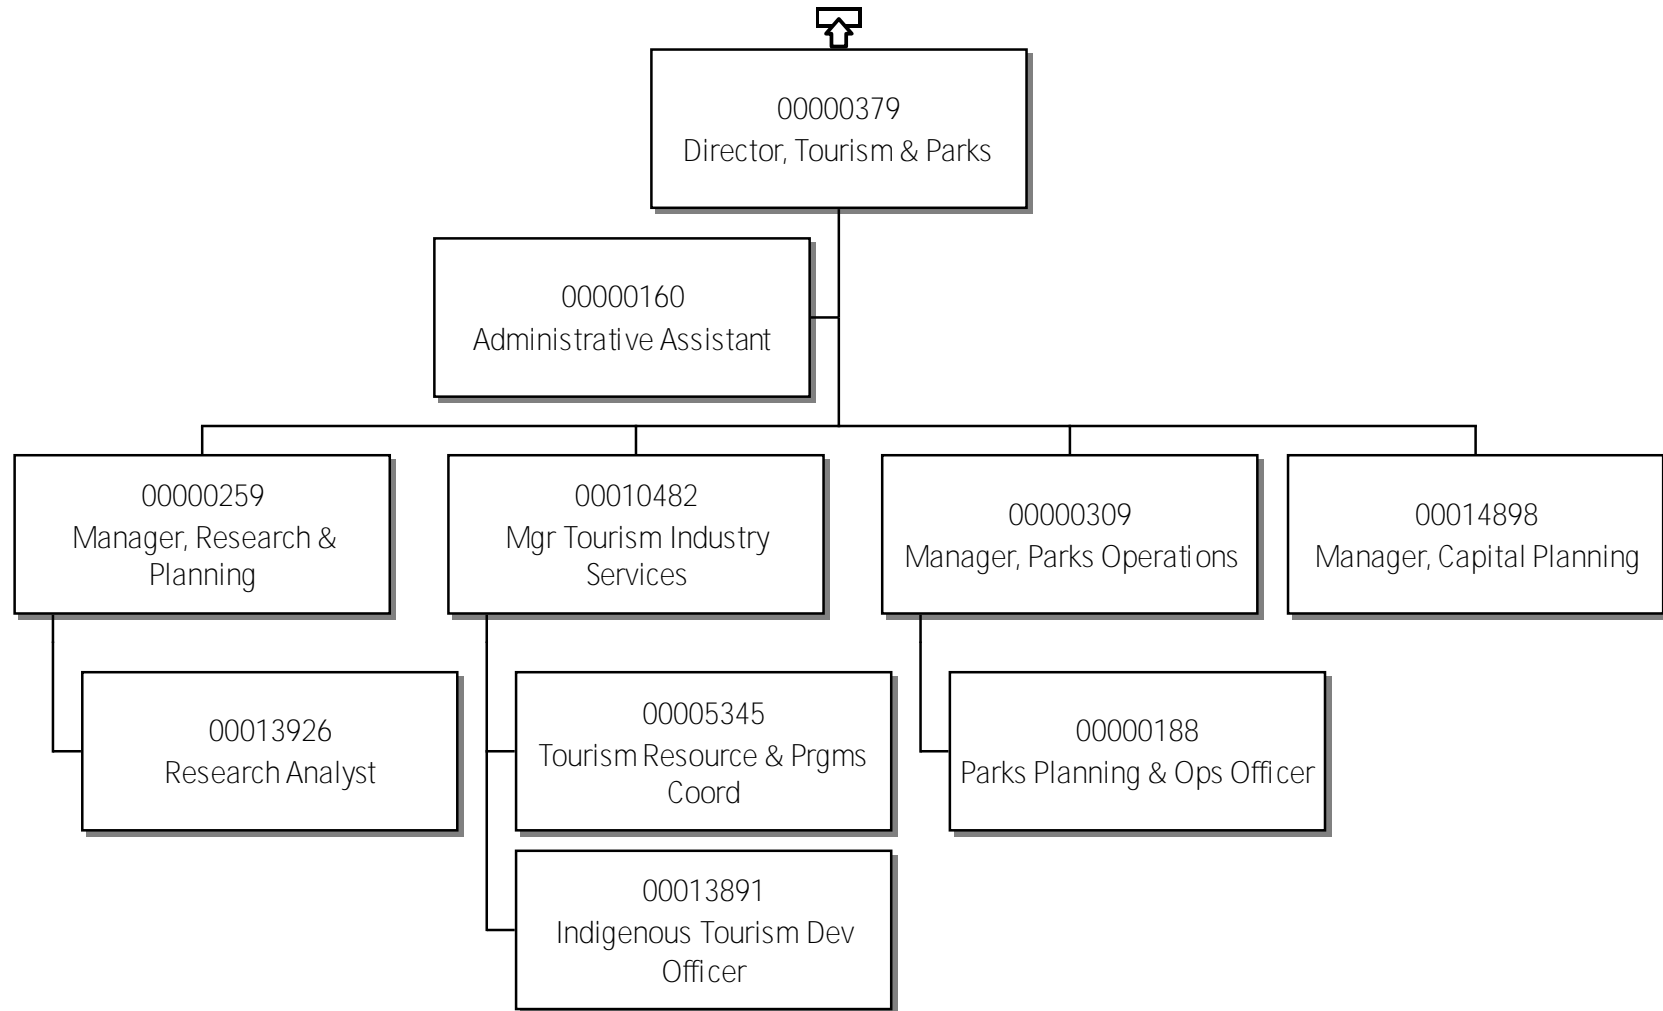 00000379
Director, Tourism & Parks
00000160
Administrative Assistant
00000259
Manager, Research &
Planning
00010482
Mgr Tourism Industry
Services
00000309
Manager, Parks Operations
00014898
Manager, Capital Planning
00013926
Research Analyst
00005345
Tourism Resource & Prgms
Coord
00000188
Parks Planning & Ops Officer
00013891
Indigenous Tourism Dev
Officer